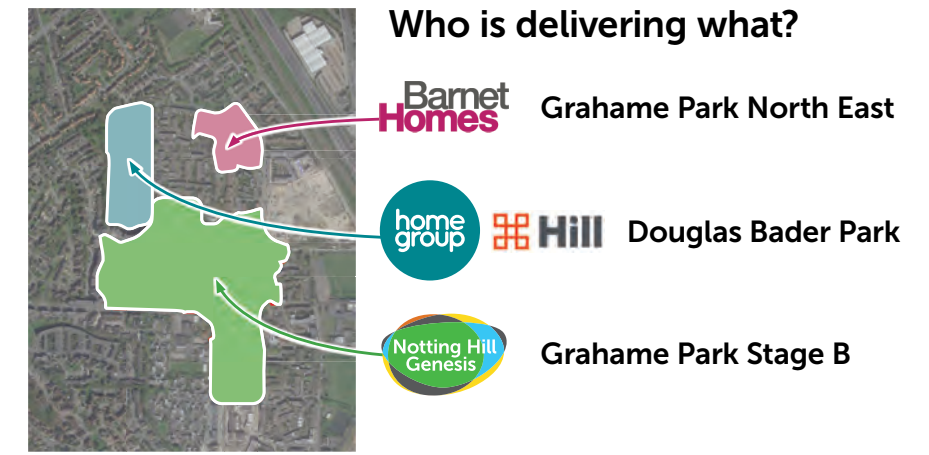 Who is delivering what?
Barnet
Homes
Grahame Park North East
home
group
Hill
Douglas Bader Park
Notting Hill
Genesis
Grahame Park Stage B